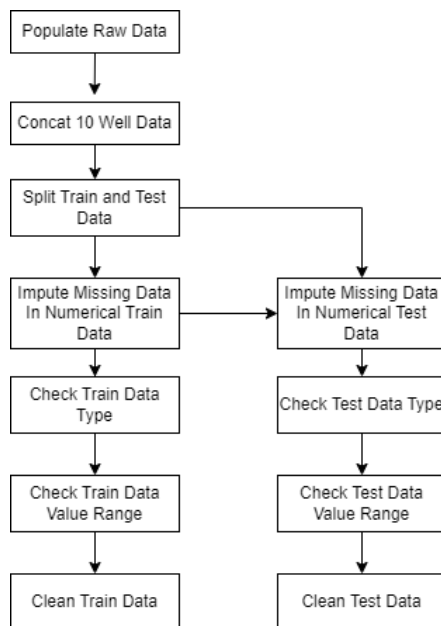 Populate Raw Data
Concat 10 Well Data
Split Train and Test
Data
Impute Missing Data
In Numerical Train
Data
Impute Missing Data
In Numerical Test
Data
Check Train Data
Type
Check Test Data Type
Check Train Data
Value Range
Check Test Data
Value Range
Clean Train Data
Clean Test Data